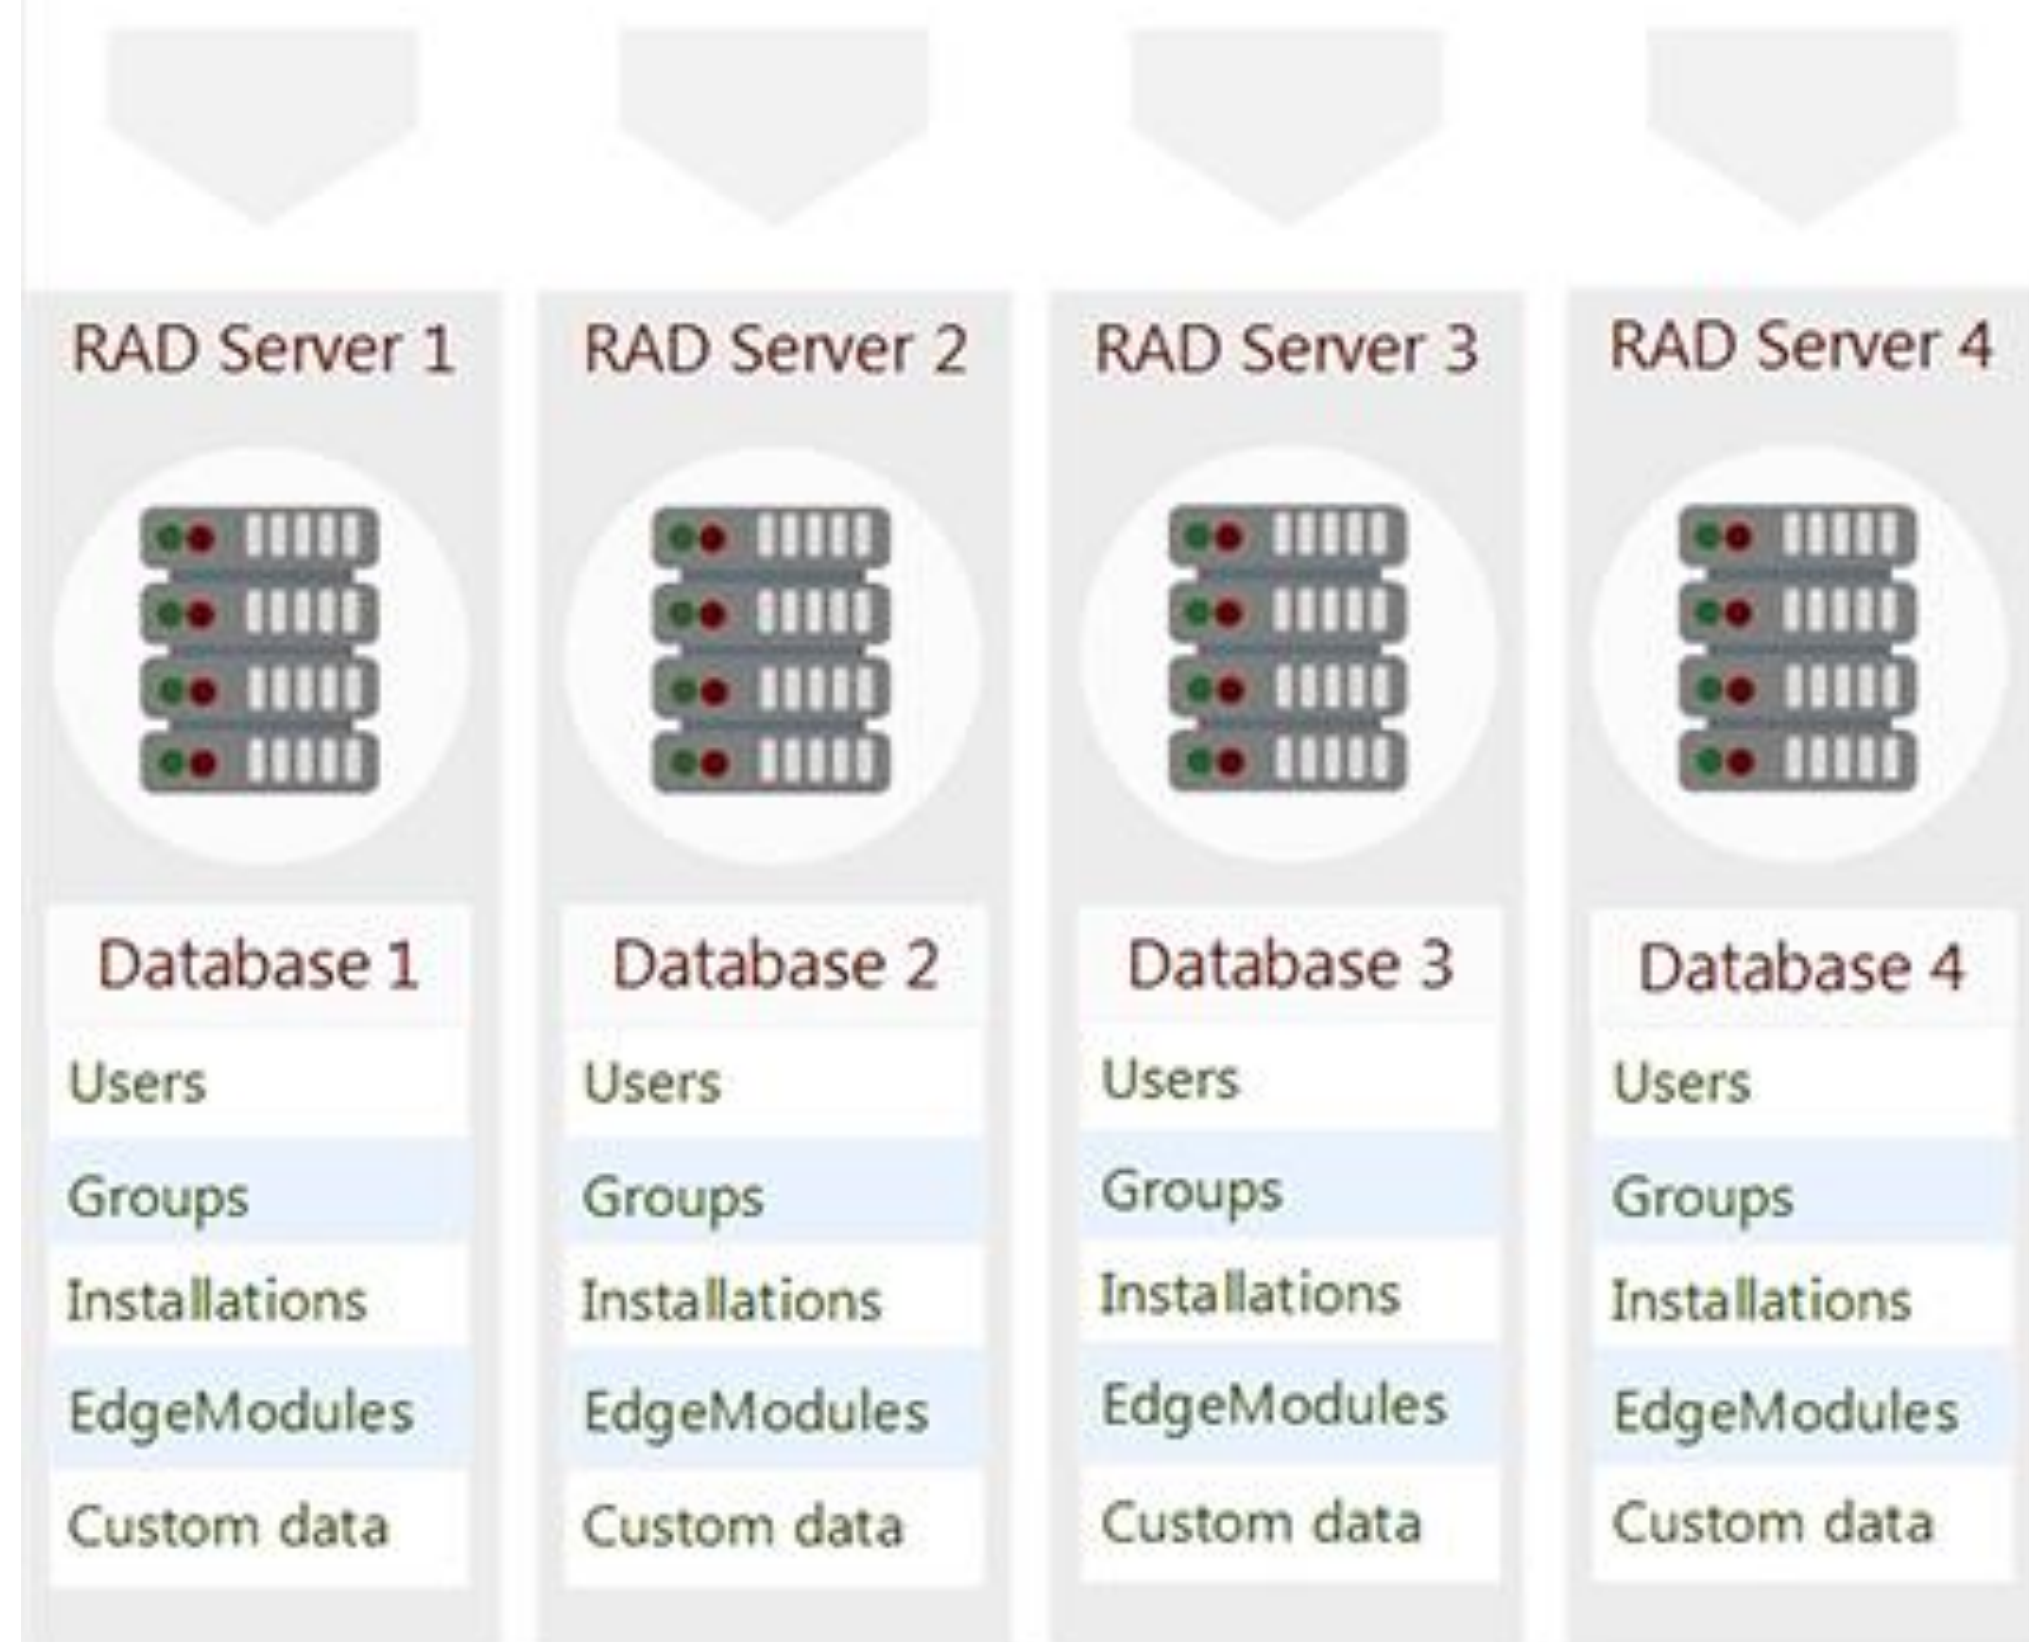 RAD Server 1
Database 1
Users
Groups
Installations
EdgeModules
Custom data
RAD Server 2
Database 2
Users
Groups
Installations
EdgeModules
Custom data
RAD Server 3
Database 3
Users
Groups
Installations
EdgeModules
Custom data
RAD Server 4
Database 4
Users
Groups
Installations
EdgeModules
Custom data